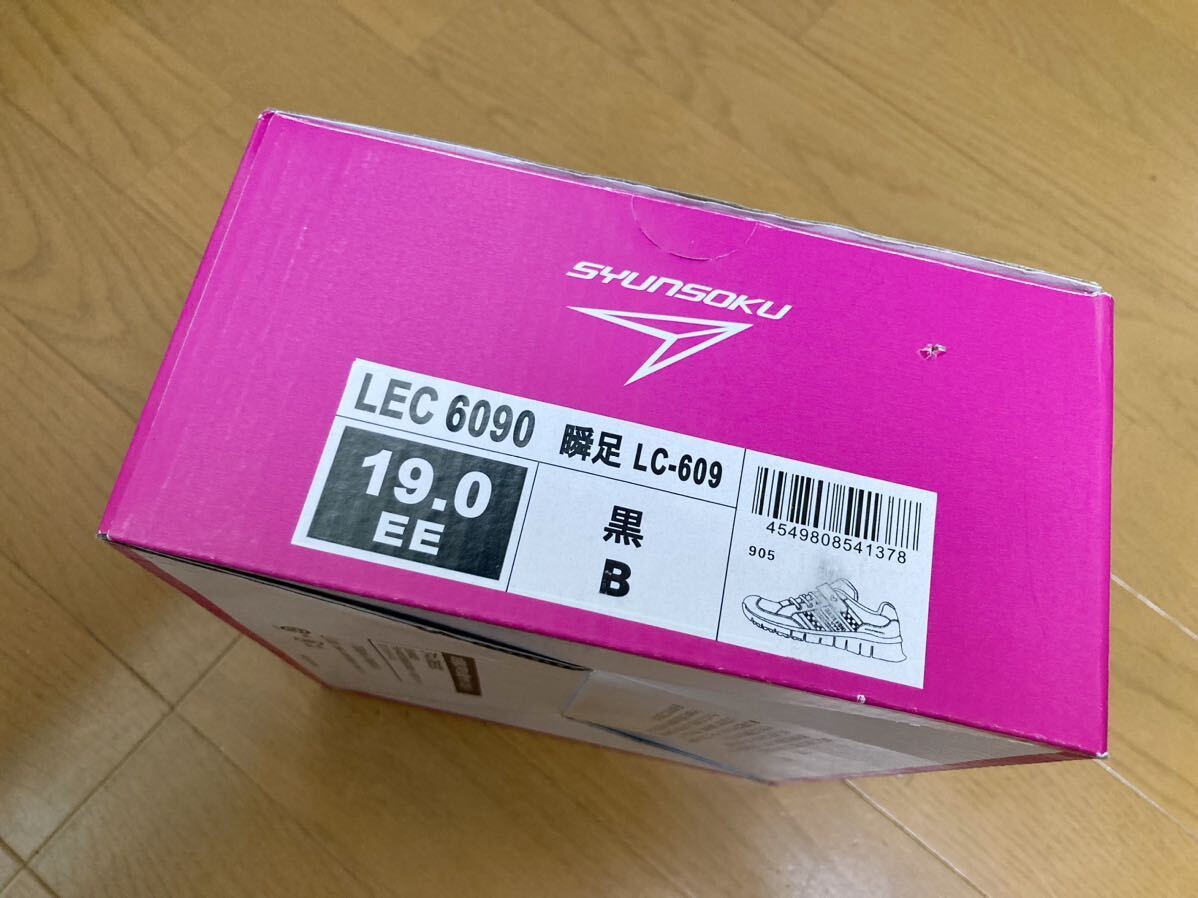 SYUNSOKU
LEC 6090 瞬足 LC-609
19.0
EE
黒
B
4549808541378
905